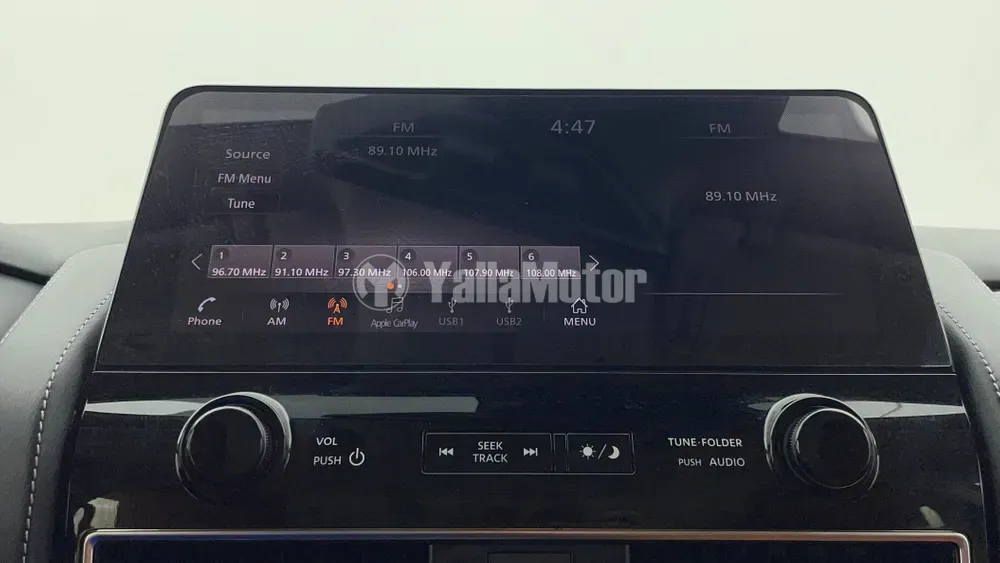 FM
4:47
FM
Source
89.10 MHz
FM Menu
89.10 MHz
Tune
1 2 3 4 5 6
96.70 MHz 91.10 MHz 97.30 MHz 106.00 MHz 107.90 MHz 108.00 MHz
YallaMotor
Phone AM FM Apple CarPlay USB1 USB2 MENU
VOL
PUSH
SEEK
TRACK
TUNE·FOLDER
PUSH AUDIO